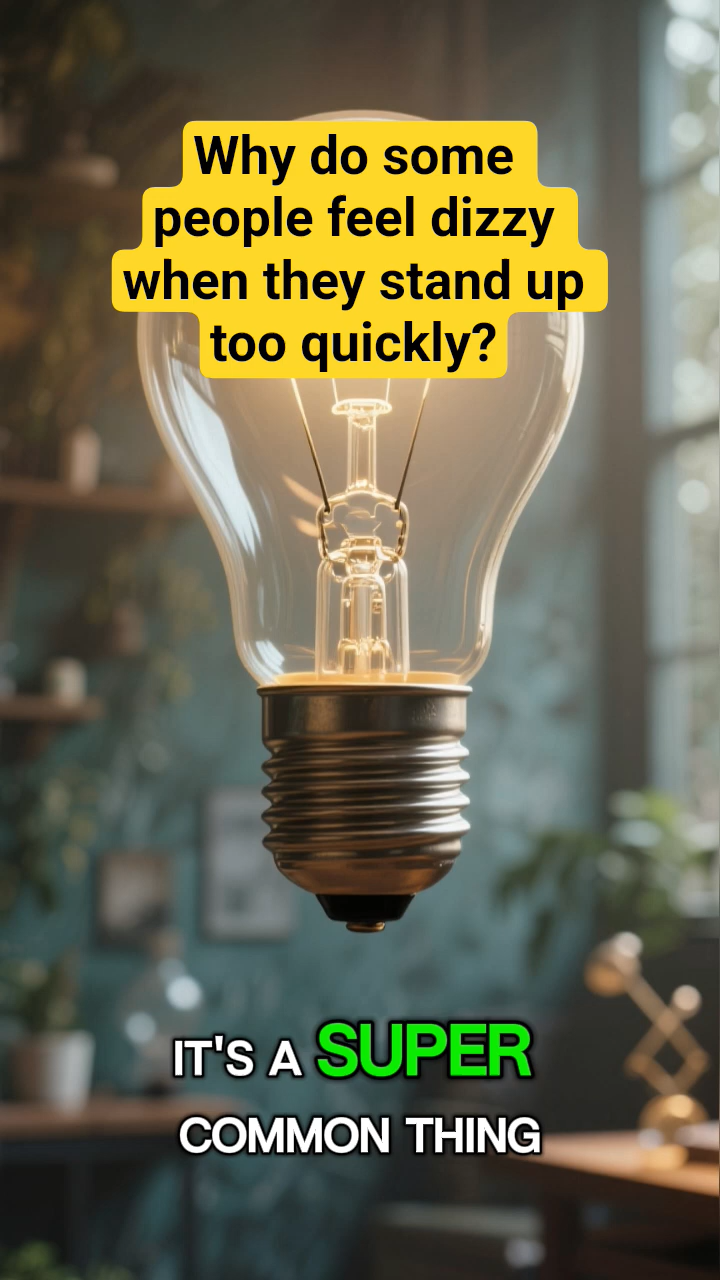 Why do some
people feel dizzy
when they stand up
too quickly?
IT'S A SUPER
COMMON THING